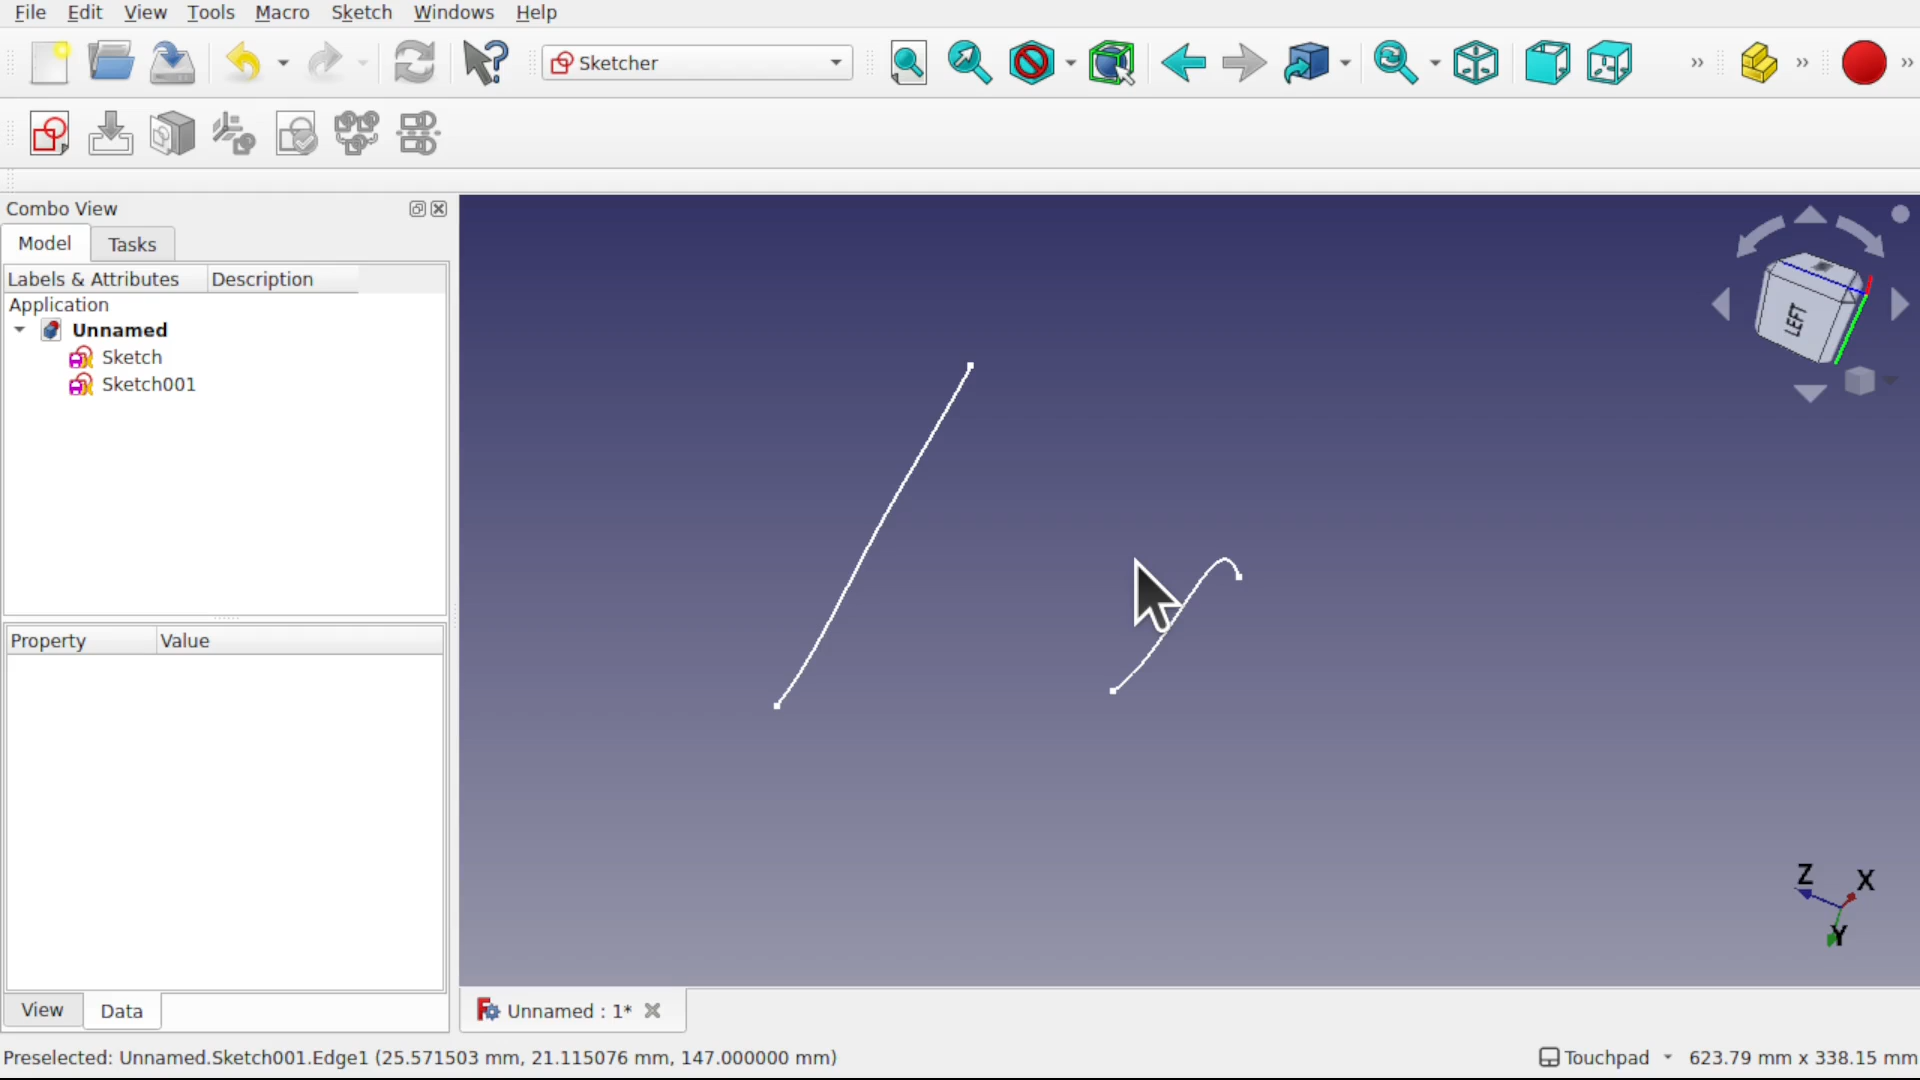 File Edit View Tools Macro Sketch Windows Help
Sketcher
Combo View
Model Tasks
Labels & Attributes Description
Application
Unnamed
Sketch
Sketch001
Property Value
View Data
LEFT
Z X
Y
Unnamed : 1*
Preselected: Unnamed.Sketch001.Edge1 (25.571503 mm, 21.115076 mm, 147.000000 mm) Touchpad 623.79 mm x 338.15 mm